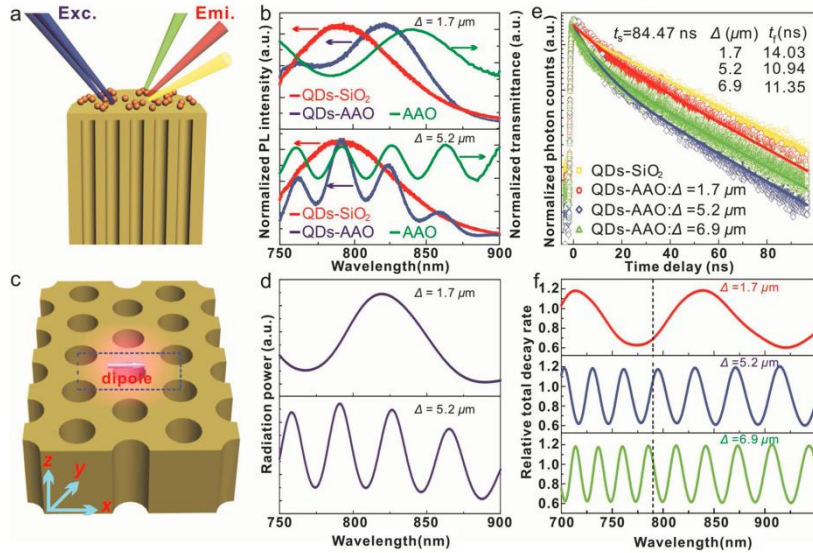 a
Exc.
Emi.
b
Δ = 1.7 μm
QDs-SiO₂
QDs-AAO
AAO
Δ = 5.2 μm
QDs-SiO₂
QDs-AAO
AAO
Normalized PL intensity (a.u.)
Normalized transmittance (a.u.)
750 800 850 900
Wavelength(nm)
e
tₛ=84.47 ns Δ (μm) t_f(ns)
1.7 14.03
5.2 10.94
6.9 11.35
QDs-SiO₂
QDs-AAO:Δ =1.7 μm
QDs-AAO:Δ =5.2 μm
QDs-AAO:Δ =6.9 μm
Normalized photon counts (a.u.)
0 20 40 60 80
Time delay (ns)
c
dipole
z
y
x
d
Δ = 1.7 μm
Δ = 5.2 μm
Radiation power (a.u.)
750 800 850 900
Wavelength(nm)
f
Δ =1.7 μm
1.2
1.0
0.8
0.6
Δ =5.2 μm
1.2
1.0
0.8
0.6
Δ =6.9 μm
1.2
1.0
0.8
0.6
Relative total decay rate
700 750 800 850 900
Wavelength(nm)